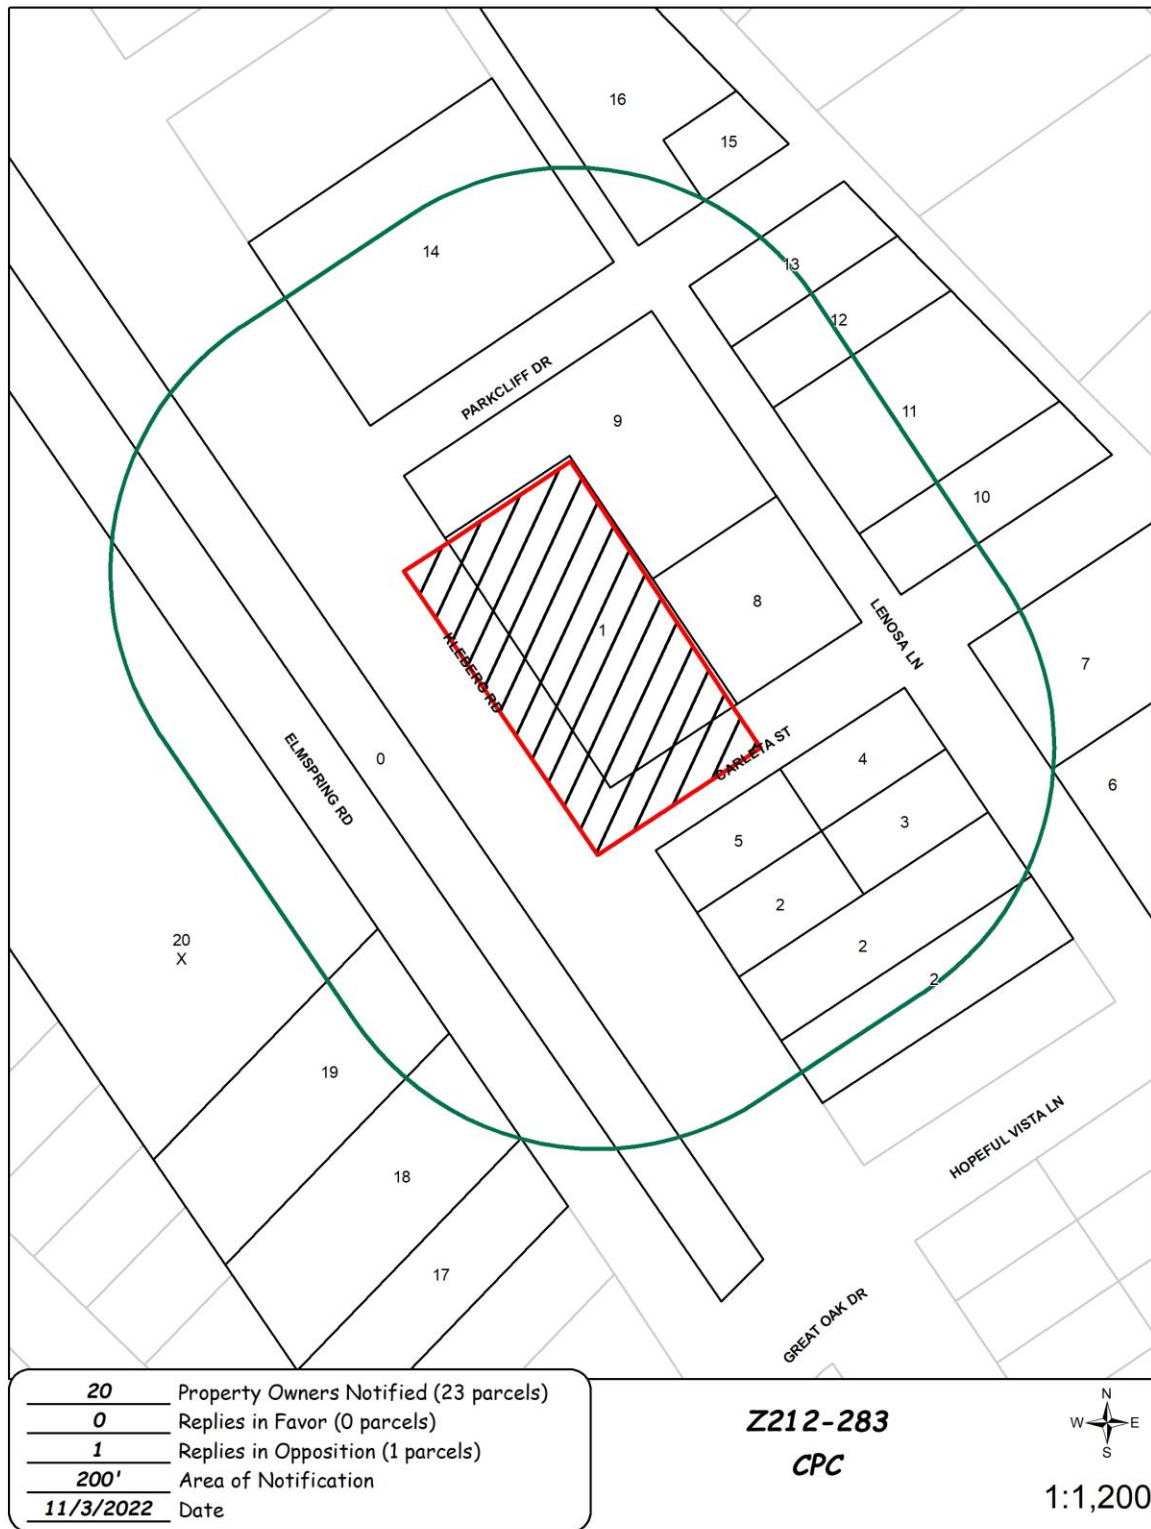 16
15
14
13
12
11
10
PARKCLIFF DR
9
8
LENOSA LN
7
6
1
KLEBERG RD
ELMSPRING RD
0
CARLETA ST
4
3
5
2
2
2
20
X
19
18
17
HOPEFUL VISTA LN
GREAT OAK DR
20 Property Owners Notified (23 parcels)
0 Replies in Favor (0 parcels)
1 Replies in Opposition (1 parcels)
200' Area of Notification
11/3/2022 Date
Z212-283
CPC
N
W E
S
1:1,200